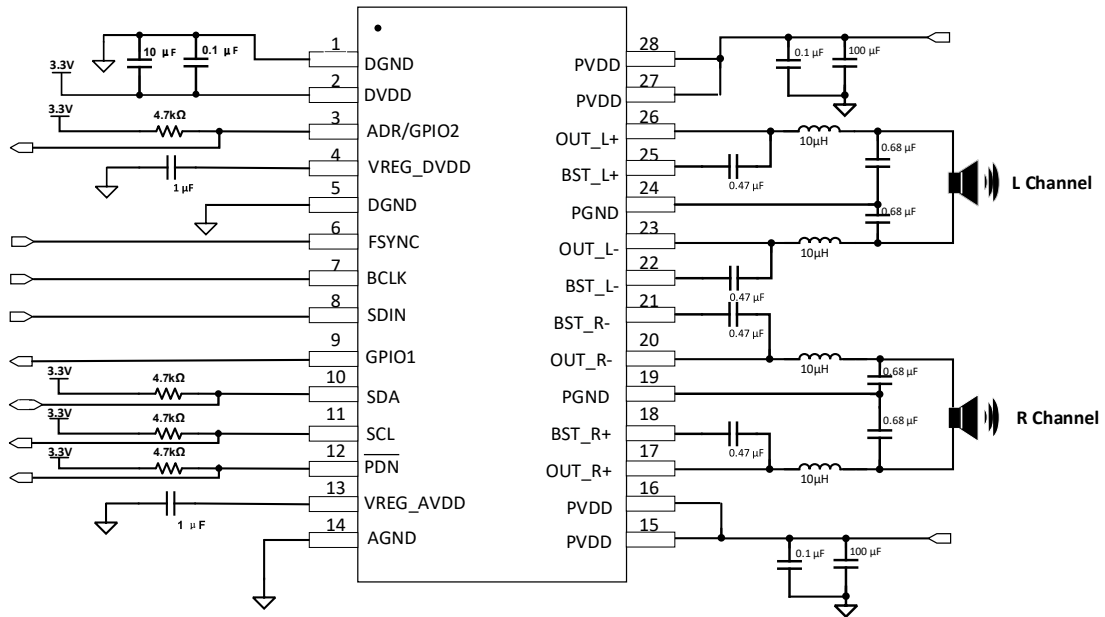 10 µF
0.1 µF
3.3V
1
DGND
2
DVDD
3.3V
4.7kΩ
3
ADR/GPIO2
4
VREG_DVDD
1 µF
5
DGND
6
FSYNC
7
BCLK
8
SDIN
9
GPIO1
3.3V
4.7kΩ
10
SDA
3.3V
4.7kΩ
11
SCL
3.3V
4.7kΩ
12
PDN
13
VREG_AVDD
1 µF
14
AGND
28
PVDD
0.1 µF
100 µF
27
PVDD
26
OUT_L+
10µH
25
BST_L+
0.47 µF
0.68 µF
24
PGND
L Channel
0.68 µF
23
OUT_L-
10µH
22
BST_L-
0.47 µF
21
BST_R-
0.47 µF
20
OUT_R-
10µH
0.68 µF
19
PGND
R Channel
18
BST_R+
0.47 µF
0.68 µF
17
OUT_R+
10µH
16
PVDD
15
PVDD
0.1 µF
100 µF